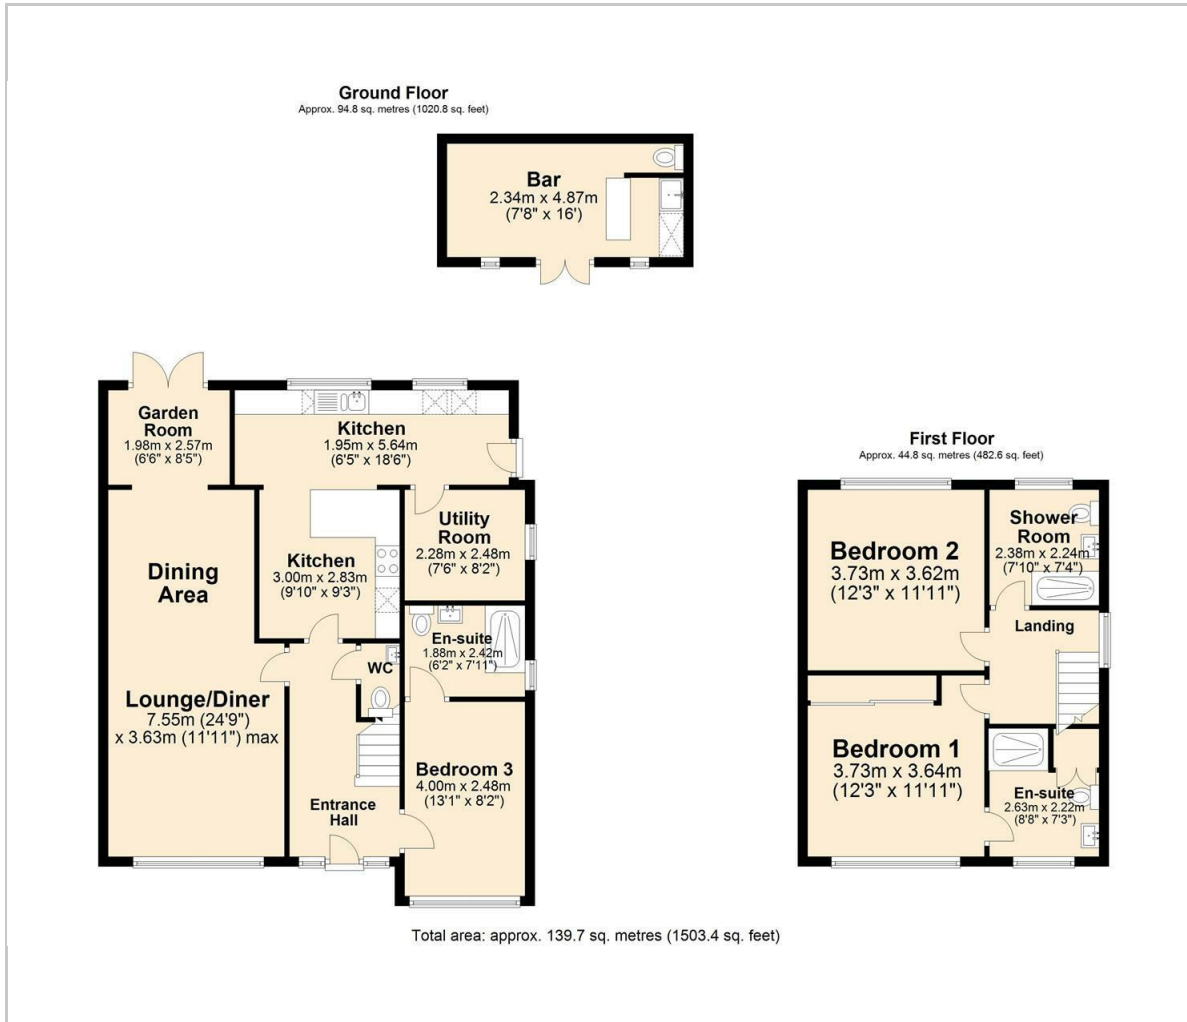 Ground Floor
Approx. 94.8 sq. metres (1020.8 sq. feet)
Bar
2.34m x 4.87m
(7'8" x 16')
Garden
Room
1.98m x 2.57m
(6'6" x 8'5")
Kitchen
1.95m x 5.64m
(6'5" x 18'6")
Utility
Room
2.28m x 2.48m
(7'6" x 8'2")
Kitchen
3.00m x 2.83m
(9'10" x 9'3")
Dining
Area
En-suite
1.88m x 2.42m
(6'2" x 7'11")
WC
Lounge/Diner
7.55m (24'9")
x 3.63m (11'11") max
Bedroom 3
4.00m x 2.48m
(13'1" x 8'2")
Entrance
Hall
First Floor
Approx. 44.8 sq. metres (482.6 sq. feet)
Bedroom 2
3.73m x 3.62m
(12'3" x 11'11")
Shower
Room
2.38m x 2.24m
(7'10" x 7'4")
Landing
Bedroom 1
3.73m x 3.64m
(12'3" x 11'11")
En-suite
2.63m x 2.22m
(8'8" x 7'3")
Total area: approx. 139.7 sq. metres (1503.4 sq. feet)